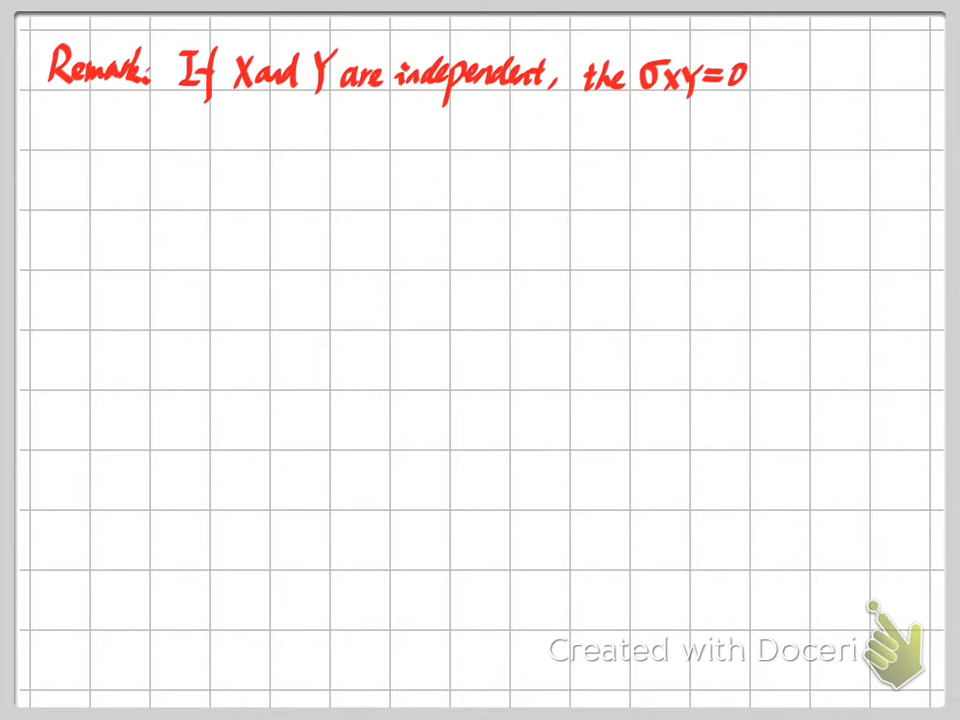 Remark: If X and Y are independent, the σXY=0
Created with Doceri